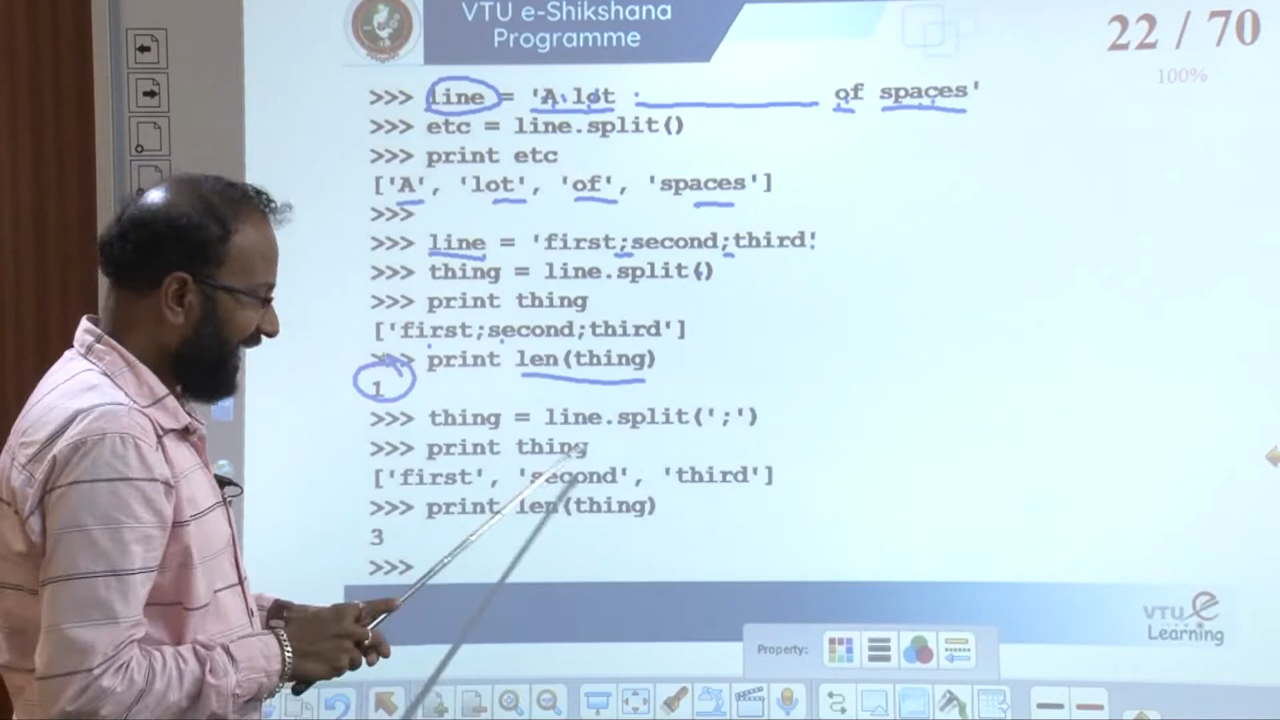 VTU e-Shikshana
Programme
22 / 70
100%
>>> line = 'A lot of spaces'
>>> etc = line.split()
>>> print etc
['A', 'lot', 'of', 'spaces']
>>>
>>> line = 'first;second;third'
>>> thing = line.split()
>>> print thing
['first;second;third']
>>> print len(thing)
1
>>> thing = line.split(';')
>>> print thing
['first', 'second', 'third']
>>> print len(thing)
3
>>>
VTU e
Learning
Property: